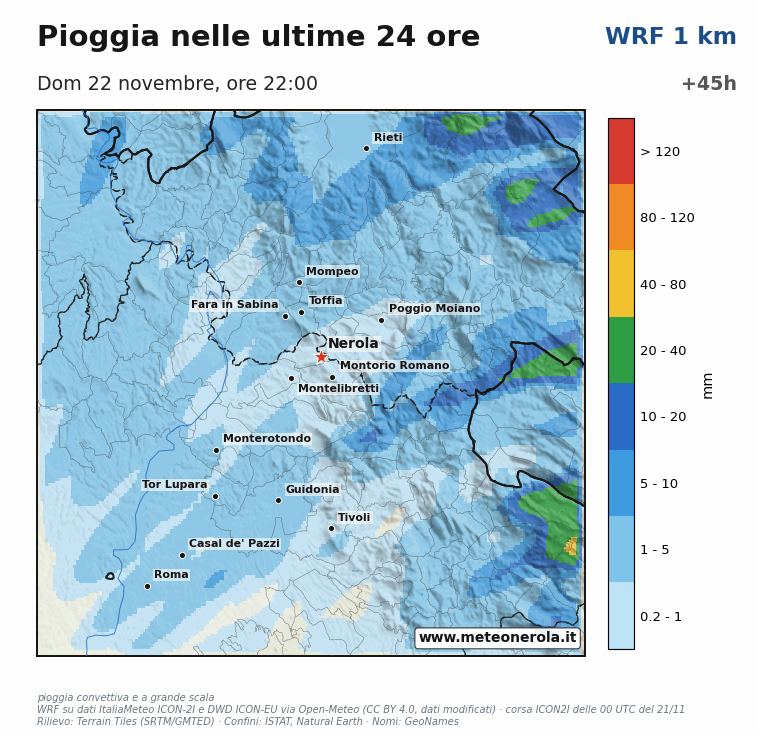 Pioggia nelle ultime 24 ore
WRF 1 km
Dom 22 novembre, ore 22:00
+45h
Rieti
Mompeo
Fara in Sabina
Toffia
Poggio Moiano
Nerola
Montorio Romano
Montelibretti
Monterotondo
Tor Lupara
Guidonia
Tivoli
Casal de' Pazzi
Roma
www.meteonerola.it
> 120
80 - 120
40 - 80
20 - 40
10 - 20
5 - 10
1 - 5
0.2 - 1
mm
pioggia convettiva e a grande scala
WRF su dati ItaliaMeteo ICON-2I e DWD ICON-EU via Open-Meteo (CC BY 4.0, dati modificati) · corsa ICON2I delle 00 UTC del 21/11
Rilievo: Terrain Tiles (SRTM/GMTED) · Confini: ISTAT, Natural Earth · Nomi: GeoNames